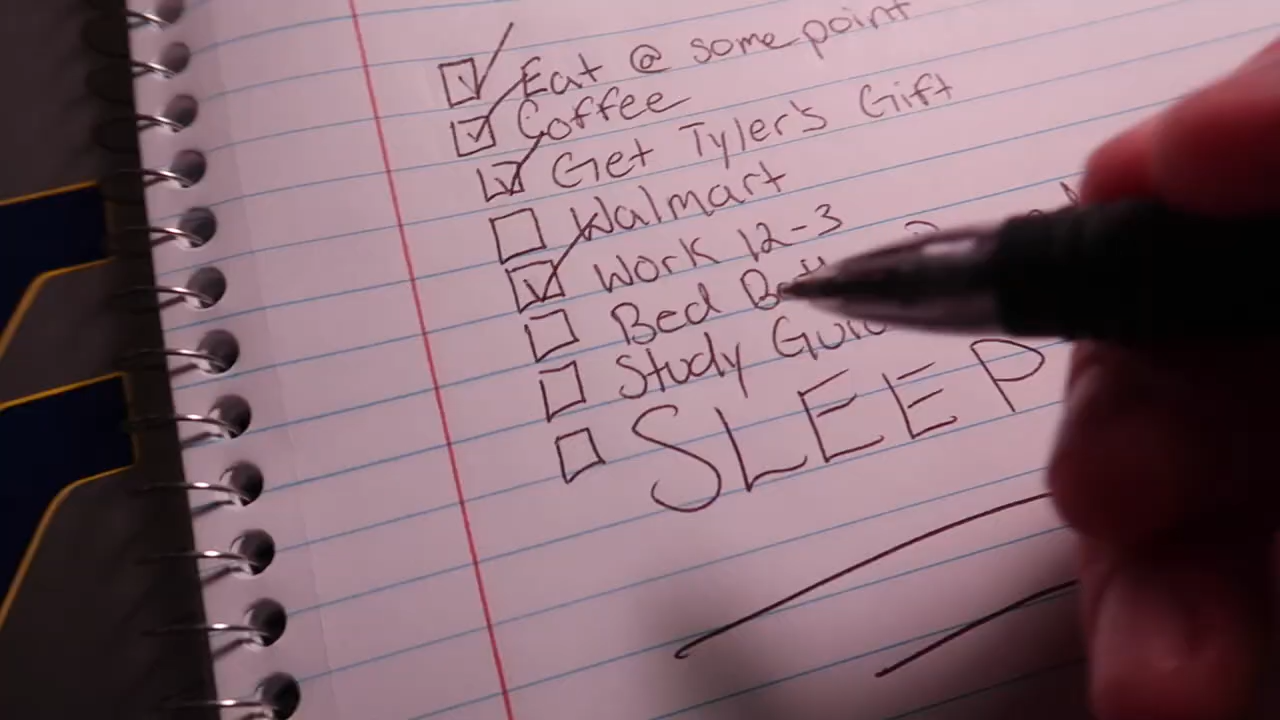 Eat @ some point
Coffee
Get Tyler's Gift
Walmart
Work 12-3
Bed
Study
SLEEP